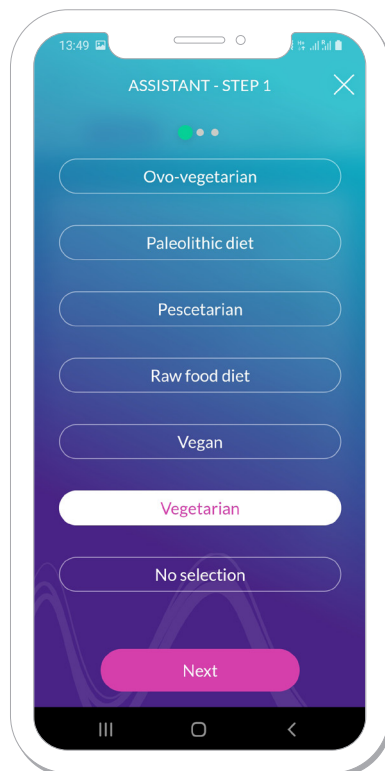 13:49
ASSISTANT - STEP 1
Ovo-vegetarian
Paleolithic diet
Pescetarian
Raw food diet
Vegan
Vegetarian
No selection
Next